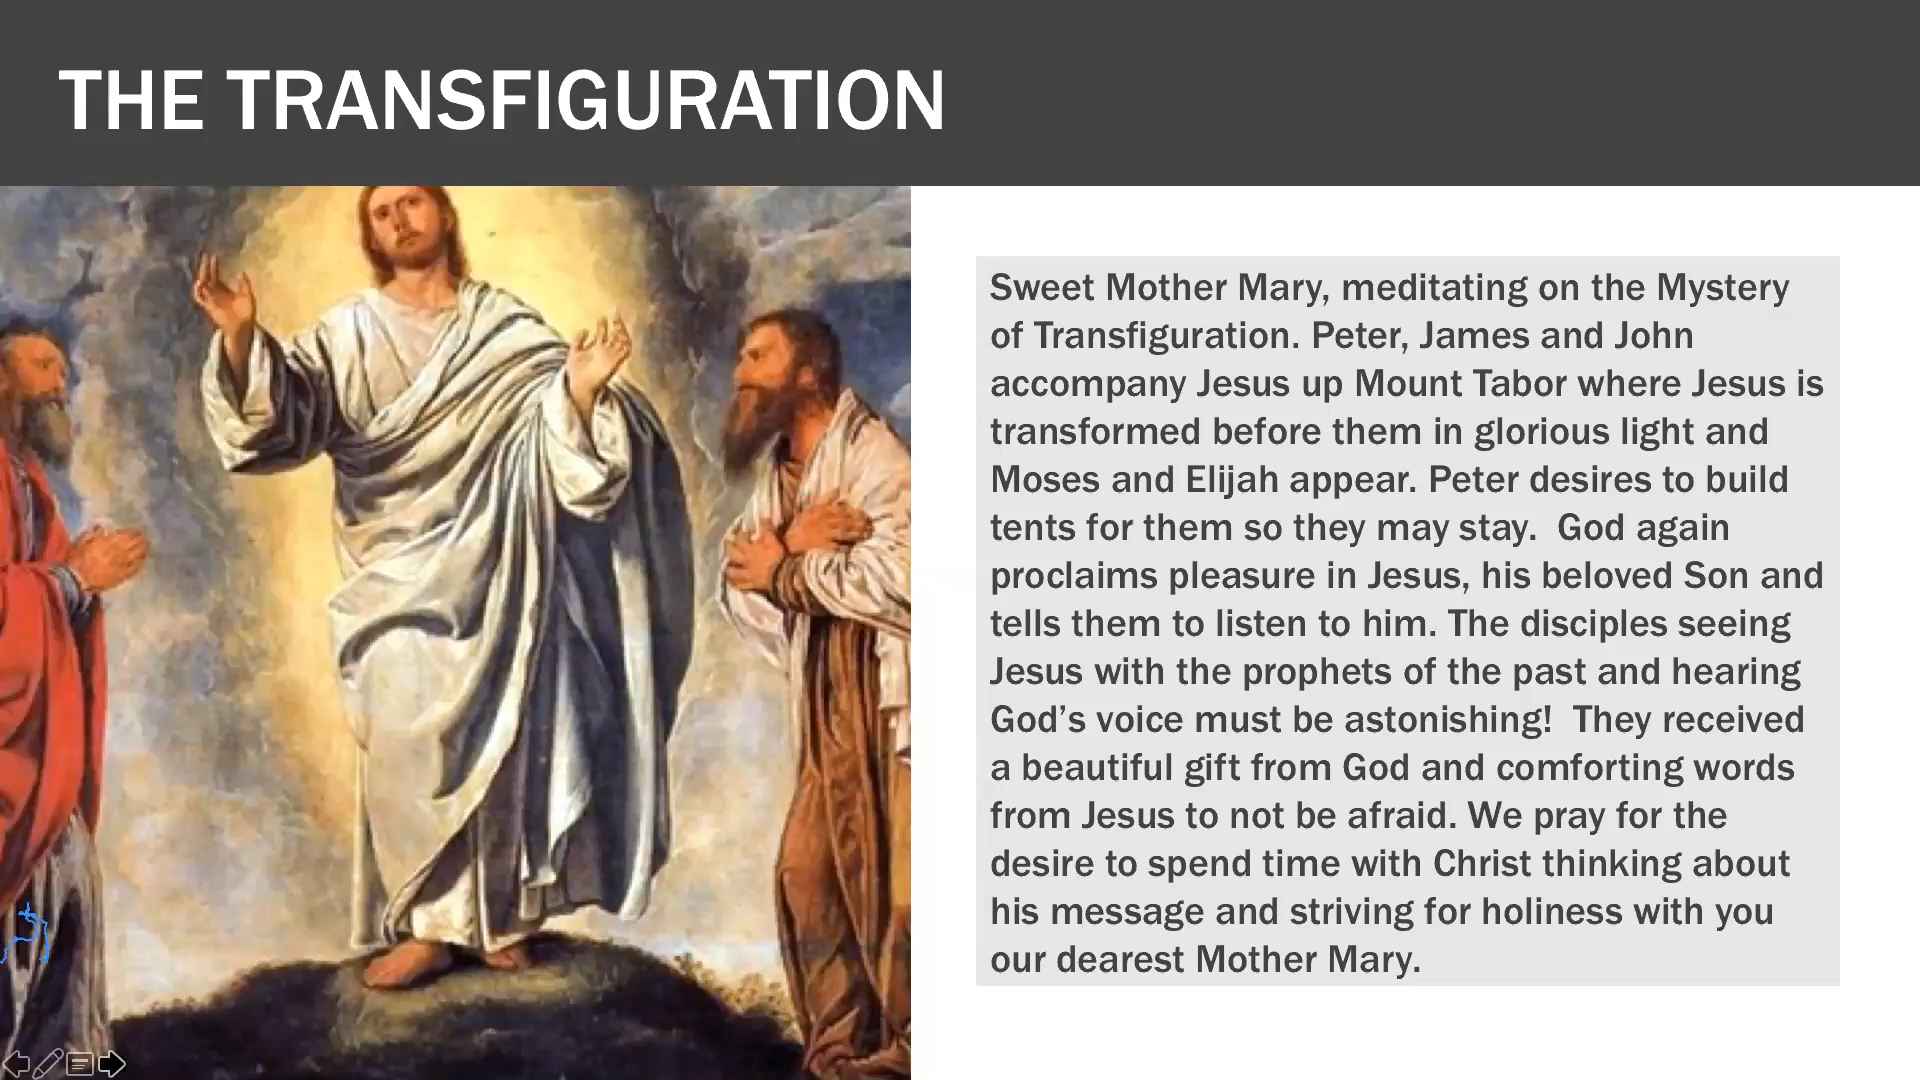 THE TRANSFIGURATION
Sweet Mother Mary, meditating on the Mystery
of Transfiguration. Peter, James and John
accompany Jesus up Mount Tabor where Jesus is
transformed before them in glorious light and
Moses and Elijah appear. Peter desires to build
tents for them so they may stay.  God again
proclaims pleasure in Jesus, his beloved Son and
tells them to listen to him. The disciples seeing
Jesus with the prophets of the past and hearing
God’s voice must be astonishing!  They received
a beautiful gift from God and comforting words
from Jesus to not be afraid. We pray for the
desire to spend time with Christ thinking about
his message and striving for holiness with you
our dearest Mother Mary.